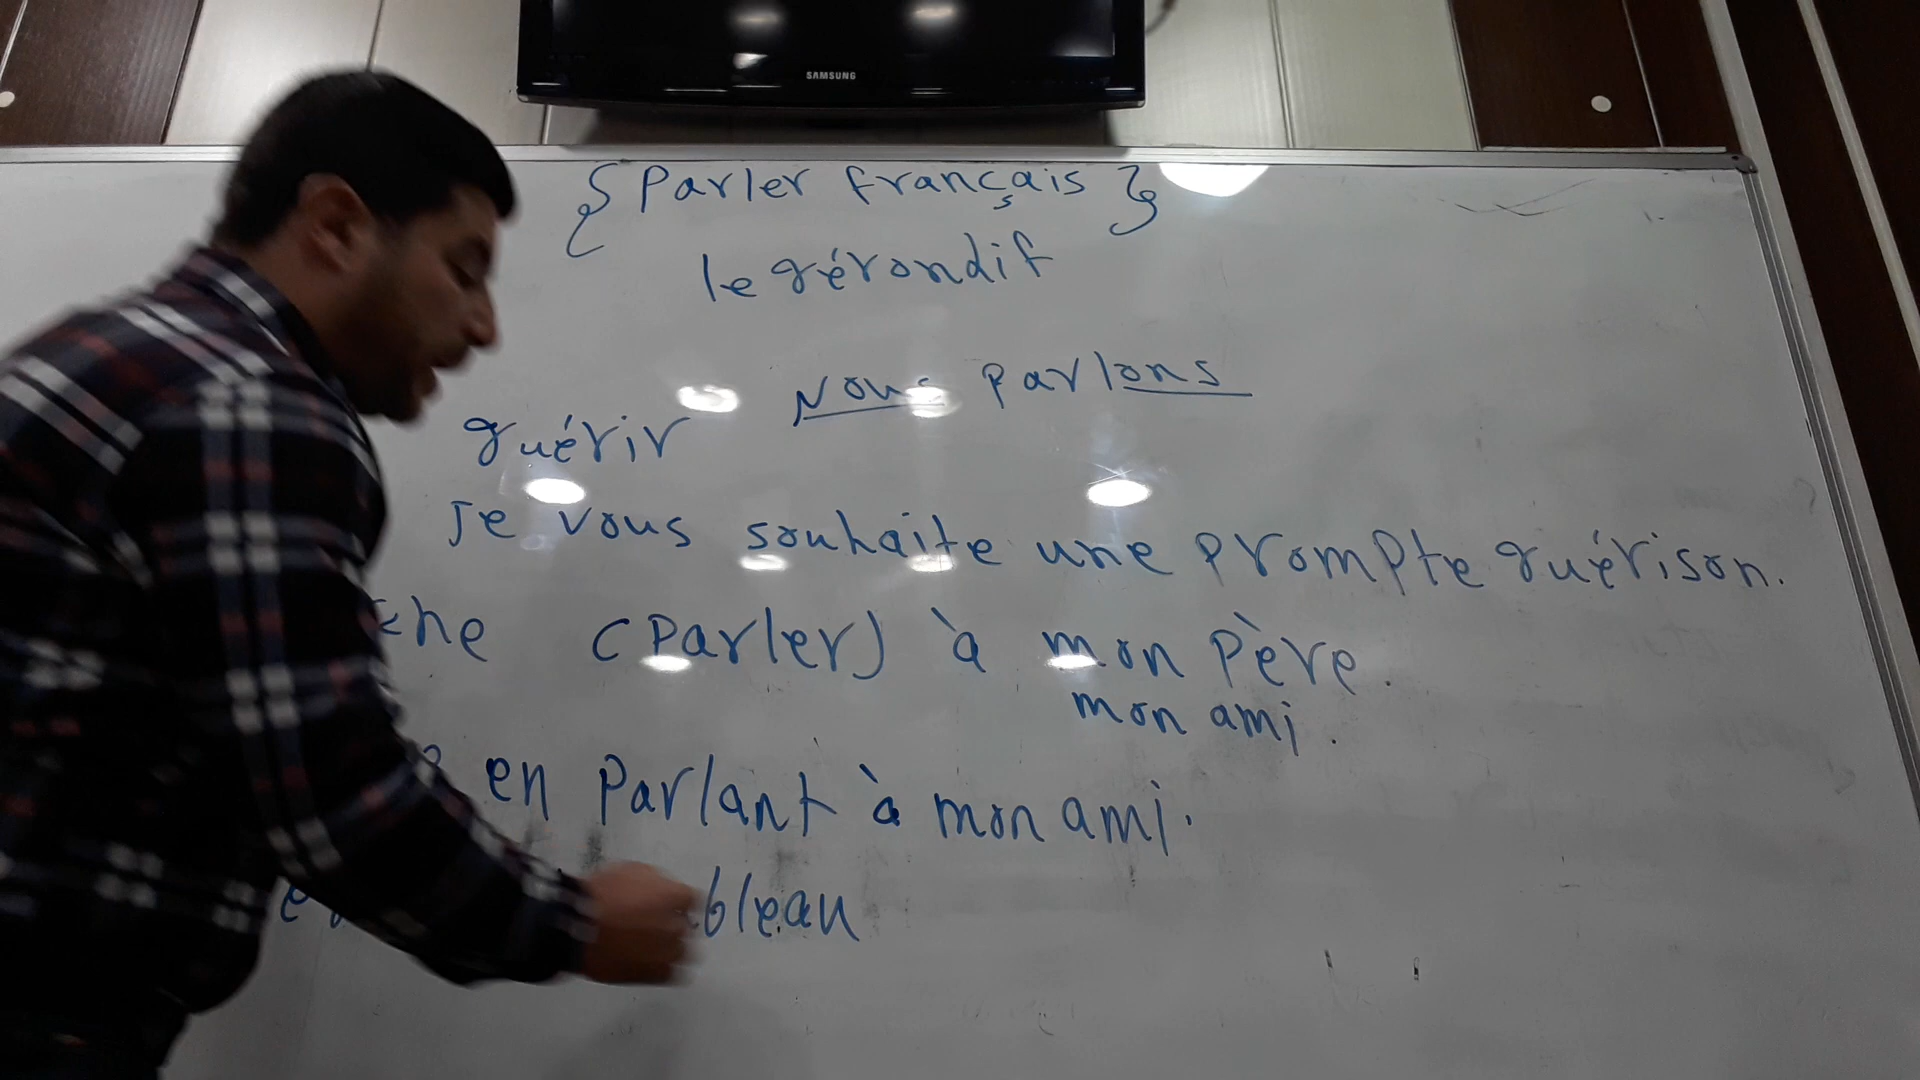 SAMSUNG
{ Parler français }
le gérondif
Nous parlons
guérir
Je vous souhaite une prompte guérison.
che (Parler) à mon Père.
mon ami.
en Parlant à mon ami.
bleau